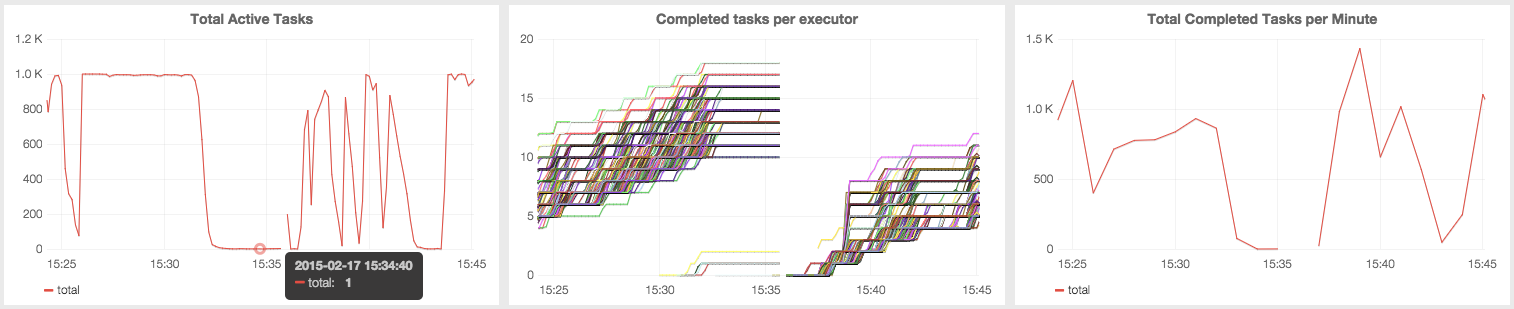 Total Active Tasks
1.2 K
1.0 K
800
600
400
200
0
15:25
15:30
15:35
15:45
2015-02-17 15:34:40
total: 1
total
Completed tasks per executor
20
15
10
5
0
15:25
15:30
15:35
15:40
15:45
Total Completed Tasks per Minute
1.5 K
1.0 K
500
0
15:25
15:30
15:35
15:40
15:45
total